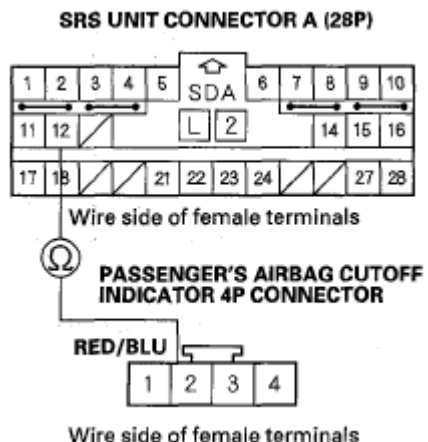 SRS UNIT CONNECTOR A (28P)
1 2 3 4 5 SDA 6 7 8 9 10
11 12 L 2 14 15 16
17 18 21 22 23 24 27 28
Wire side of female terminals
Ω
PASSENGER'S AIRBAG CUTOFF
INDICATOR 4P CONNECTOR
RED/BLU
1 2 3 4
Wire side of female terminals